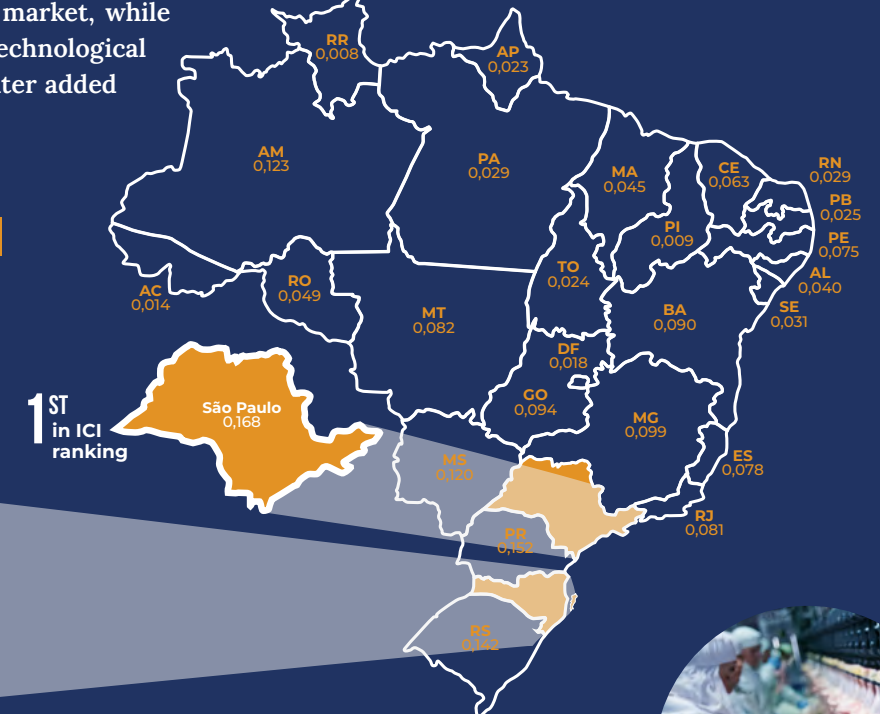 market, while
echnological
ter added
RR
0,008
AP
0,023
AM
0,123
PA
0,029
MA
0,045
CE
0,063
RN
0,029
PB
0,025
PI
0,009
PE
0,075
AL
0,040
SE
0,031
TO
0,024
RO
0,049
AC
0,014
MT
0,082
BA
0,090
DF
0,018
GO
0,094
MG
0,099
São Paulo
0,168
1ST
in ICI
ranking
MS
0,120
ES
0,078
RJ
0,081
PR
0,152
RS
0,142